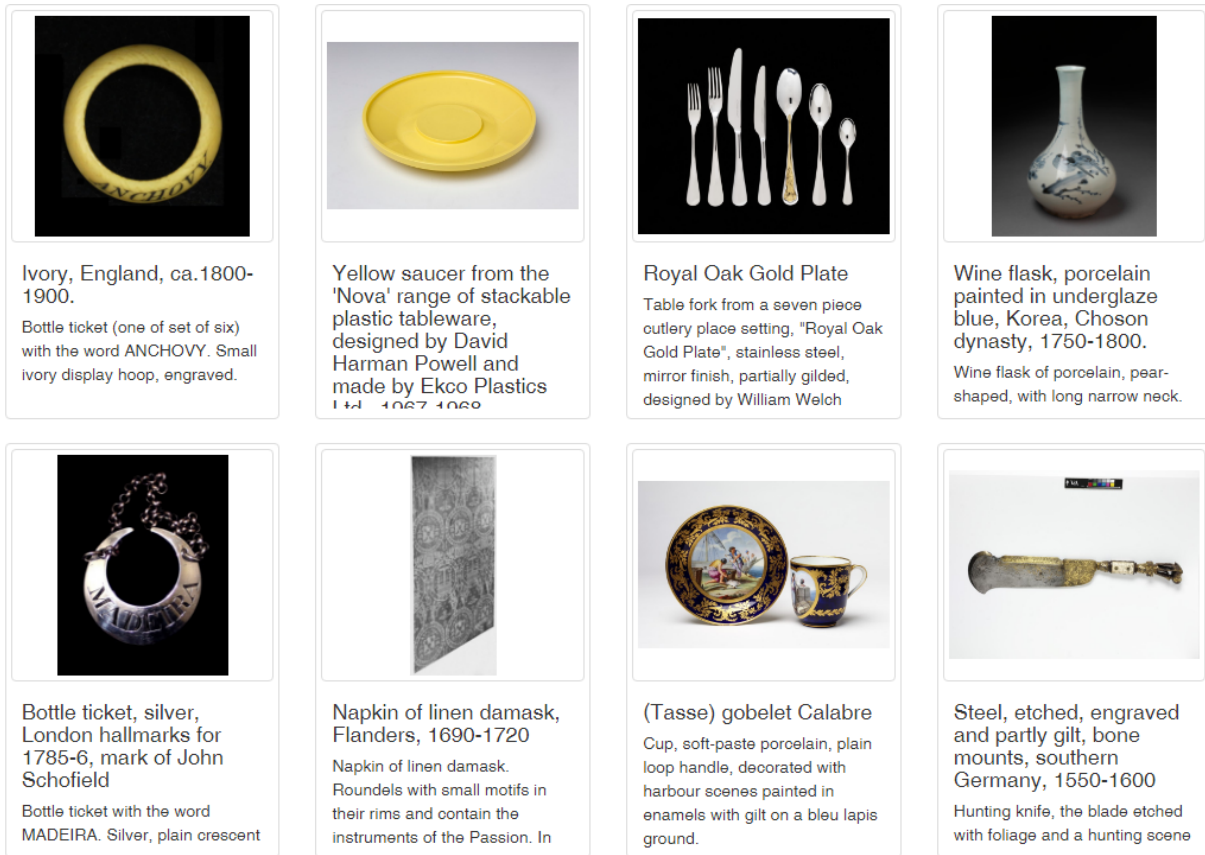 ANCHOVY
Ivory, England, ca.1800-
1900.
Bottle ticket (one of set of six)
with the word ANCHOVY. Small
ivory display hoop, engraved.
Yellow saucer from the
'Nova' range of stackable
plastic tableware,
designed by David
Harman Powell and
made by Ekco Plastics
Ltd., 1967-1968
Royal Oak Gold Plate
Table fork from a seven piece
cutlery place setting, "Royal Oak
Gold Plate", stainless steel,
mirror finish, partially gilded,
designed by William Welch
Wine flask, porcelain
painted in underglaze
blue, Korea, Choson
dynasty, 1750-1800.
Wine flask of porcelain, pear-
shaped, with long narrow neck.
MADEIRA
Bottle ticket, silver,
London hallmarks for
1785-6, mark of John
Schofield
Bottle ticket with the word
MADEIRA. Silver, plain crescent
Napkin of linen damask,
Flanders, 1690-1720
Napkin of linen damask.
Roundels with small motifs in
their rims and contain the
instruments of the Passion. In
(Tasse) gobelet Calabre
Cup, soft-paste porcelain, plain
loop handle, decorated with
harbour scenes painted in
enamels with gilt on a bleu lapis
ground.
Steel, etched, engraved
and partly gilt, bone
mounts, southern
Germany, 1550-1600
Hunting knife, the blade etched
with foliage and a hunting scene